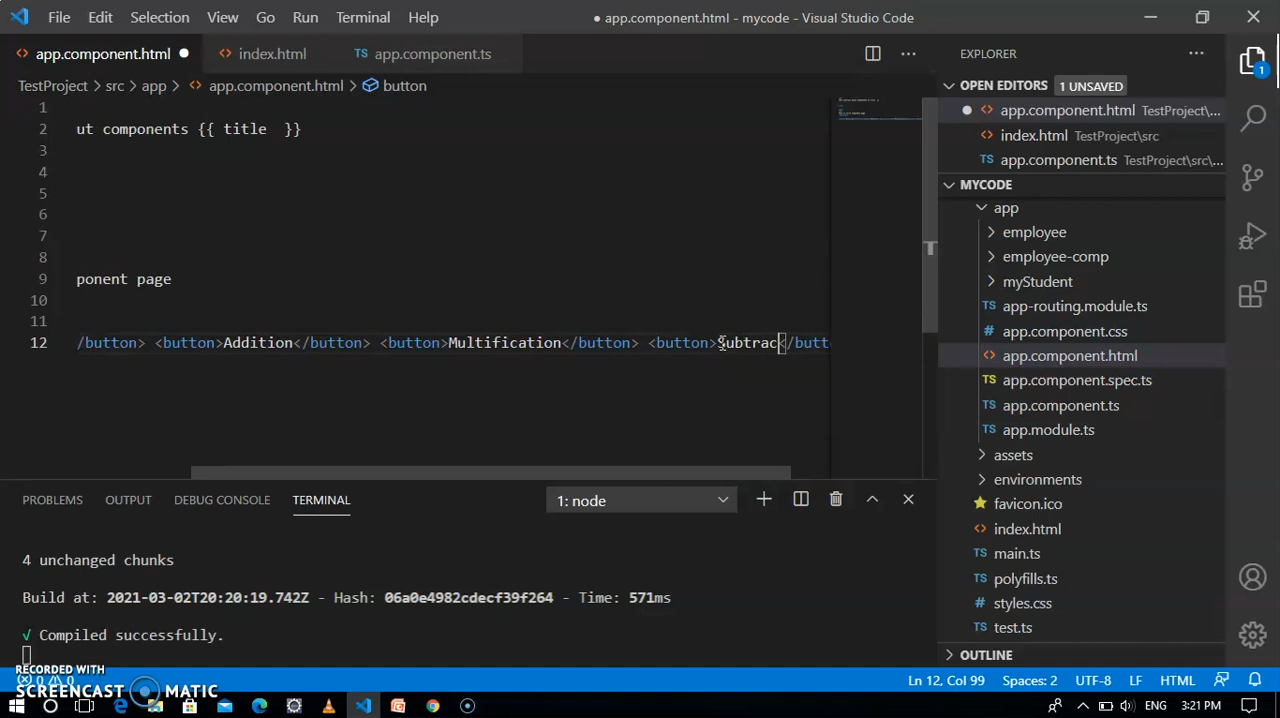 File Edit Selection View Go Run Terminal Help ● app.component.html - mycode - Visual Studio Code
app.component.html ● index.html TS app.component.ts
TestProject > src > app > app.component.html > button
1
2 ut components {{ title }}
3
4
5
6
7
8
9 ponent page
10
11
12 /button> <button>Addition</button> <button>Multification</button> <button>Subtrac</butt
PROBLEMS OUTPUT DEBUG CONSOLE TERMINAL 1: node
4 unchanged chunks
Build at: 2021-03-02T20:20:19.742Z - Hash: 06a0e4982cdecf39f264 - Time: 571ms
√ Compiled successfully.
EXPLORER
OPEN EDITORS 1 UNSAVED
● app.component.html TestProject\...
index.html TestProject\src
TS app.component.ts TestProject\src\...
MYCODE
app
employee
employee-comp
myStudent
TS app-routing.module.ts
# app.component.css
app.component.html
TS app.component.spec.ts
TS app.component.ts
TS app.module.ts
assets
environments
favicon.ico
index.html
TS main.ts
TS polyfills.ts
# styles.css
TS test.ts
OUTLINE
1
RECORDED WITH
SCREENCAST MATIC
0 0 Ln 12, Col 99 Spaces: 2 UTF-8 LF HTML
ENG 3:21 PM